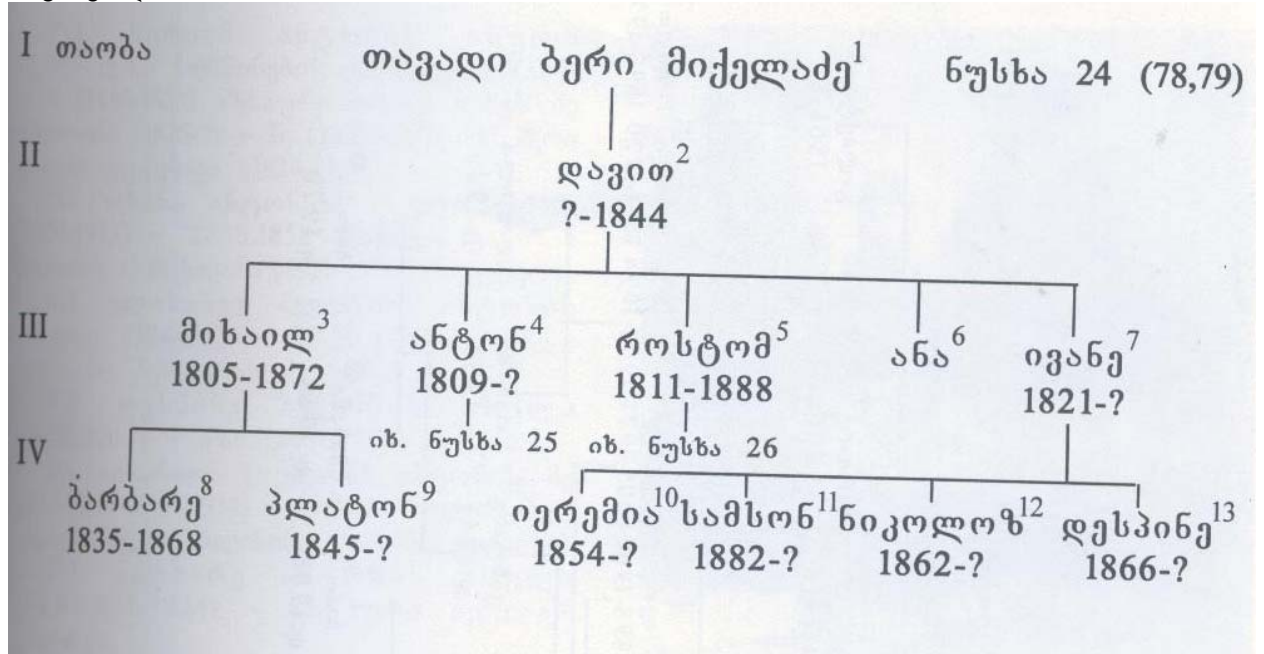 I თაობა თავადი ბერი მიქელაძე¹ ნუსხა 24 (78,79)
II
დავით²
?-1844
III მიხაილ³ ანტონ⁴ როსტომ⁵ ანა⁶ ივანე⁷
1805-1872 1809-? 1811-1888 1821-?
IV იხ. ნუსხა 25 იხ. ნუსხა 26
ბარბარე⁸ პლატონ⁹ იერემია¹⁰ სამსონ¹¹ ნიკოლოზ¹² დესპინე¹³
1835-1868 1845-? 1854-? 1882-? 1862-? 1866-?